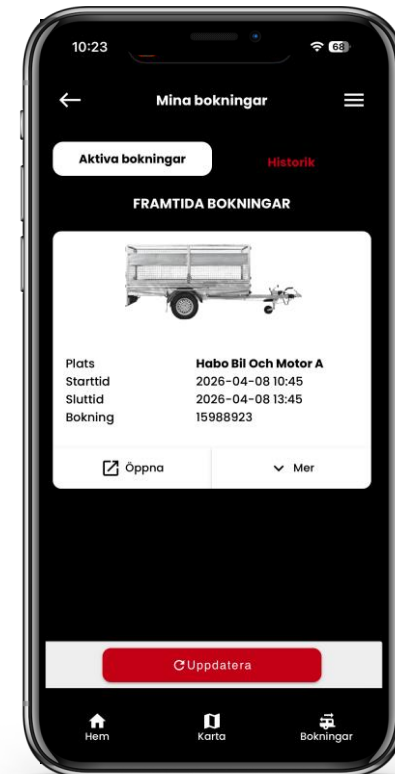 10:23
68
Mina bokningar
Aktiva bokningar
Historik
FRAMTIDA BOKNINGAR
Plats Habo Bil Och Motor A
Starttid 2026-04-08 10:45
Sluttid 2026-04-08 13:45
Bokning 15988923
Öppna
Mer
Uppdatera
Hem
Karta
Bokningar